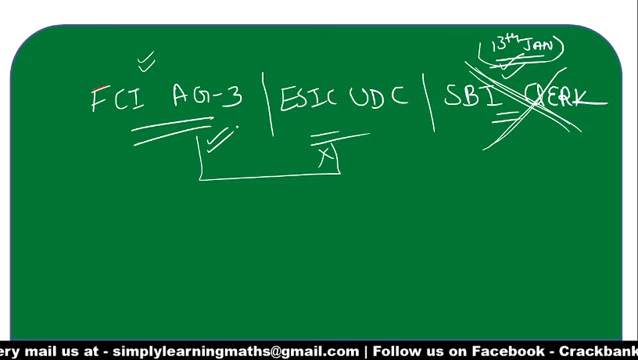 (13th JAN)
FCI AG-3 | ESIC UDC | SBI CLERK
ery mail us at - simplylearningmaths@gmail.com | Follow us on Facebook - Crackbank